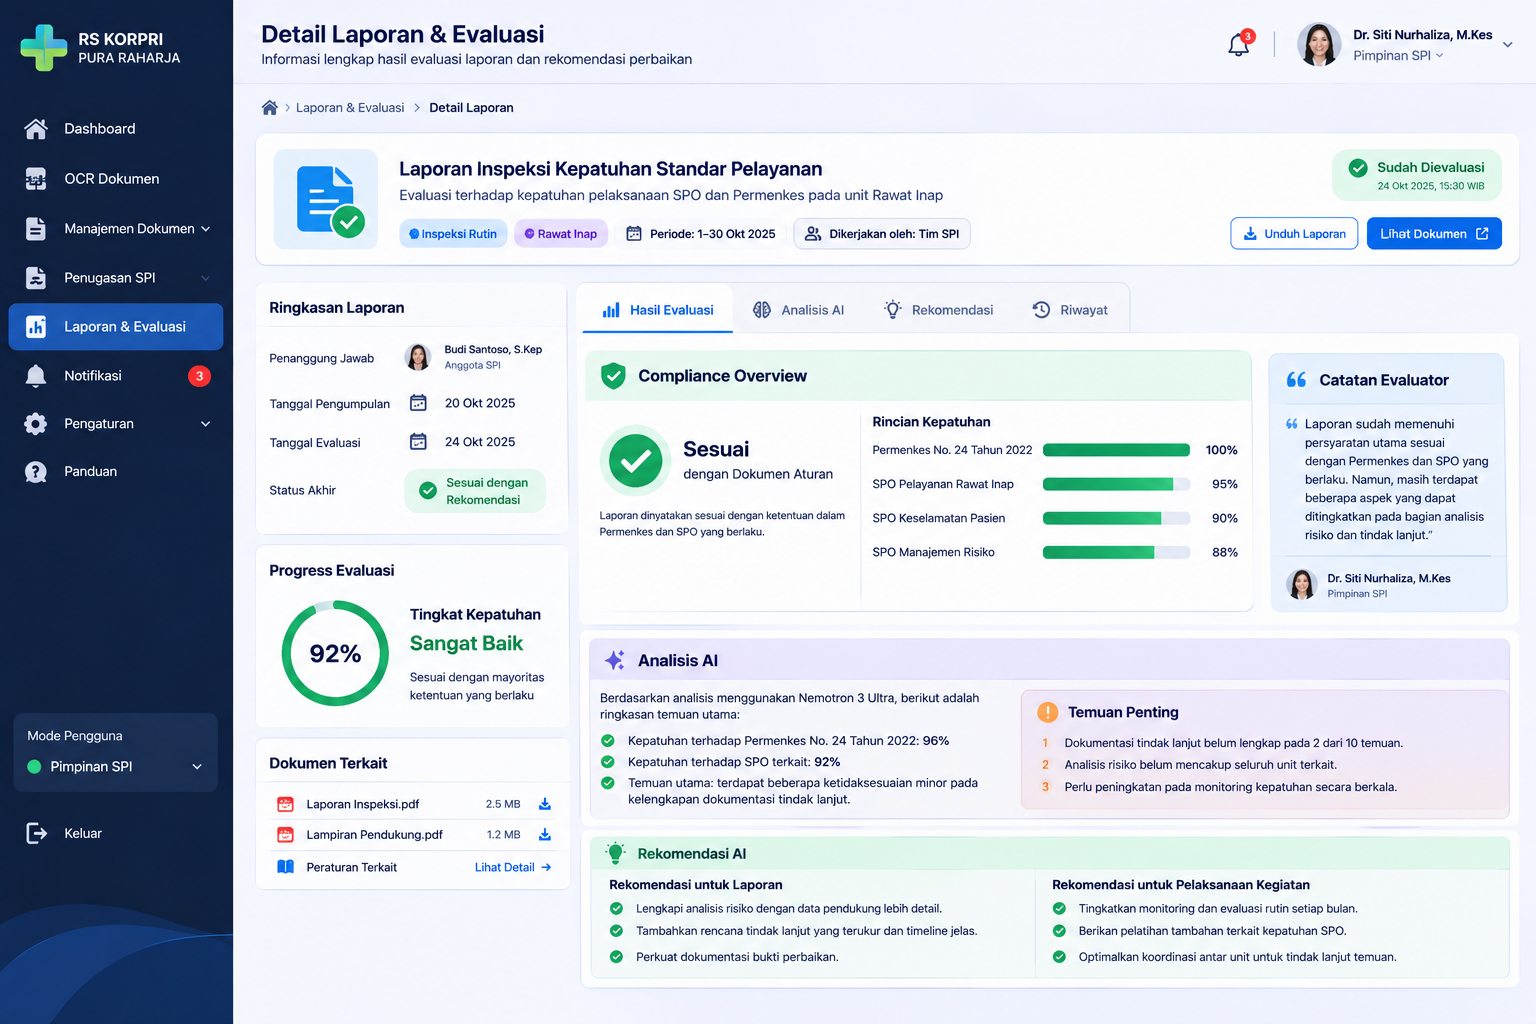 RS KORPRI
PURA RAHARJA
Dashboard
OCR Dokumen
Manajemen Dokumen
Penugasan SPI
Laporan & Evaluasi
Notifikasi
3
Pengaturan
Panduan
Mode Pengguna
Pimpinan SPI
Keluar
Detail Laporan & Evaluasi
Informasi lengkap hasil evaluasi laporan dan rekomendasi perbaikan
3
Dr. Siti Nurhaliza, M.Kes
Pimpinan SPI
Laporan & Evaluasi
Detail Laporan
Laporan Inspeksi Kepatuhan Standar Pelayanan
Evaluasi terhadap kepatuhan pelaksanaan SPO dan Permenkes pada unit Rawat Inap
Inspeksi Rutin
Rawat Inap
Periode: 1–30 Okt 2025
Dikerjakan oleh: Tim SPI
Sudah Dievaluasi
24 Okt 2025, 15:30 WIB
Unduh Laporan
Lihat Dokumen
Ringkasan Laporan
Penanggung Jawab
Budi Santoso, S.Kep
Anggota SPI
Tanggal Pengumpulan
20 Okt 2025
Tanggal Evaluasi
24 Okt 2025
Status Akhir
Sesuai dengan
Rekomendasi
Progress Evaluasi
92%
Tingkat Kepatuhan
Sangat Baik
Sesuai dengan mayoritas
ketentuan yang berlaku
Dokumen Terkait
Laporan Inspeksi.pdf
2.5 MB
Lampiran Pendukung.pdf
1.2 MB
Peraturan Terkait
Lihat Detail →
Hasil Evaluasi
Analisis AI
Rekomendasi
Riwayat
Compliance Overview
Sesuai
dengan Dokumen Aturan
Laporan dinyatakan sesuai dengan ketentuan dalam
Permenkes dan SPO yang berlaku.
Rincian Kepatuhan
Permenkes No. 24 Tahun 2022
100%
SPO Pelayanan Rawat Inap
95%
SPO Keselamatan Pasien
90%
SPO Manajemen Risiko
88%
Catatan Evaluator
“ Laporan sudah memenuhi
persyaratan utama sesuai
dengan Permenkes dan SPO yang
berlaku. Namun, masih terdapat
beberapa aspek yang dapat
ditingkatkan pada bagian analisis
risiko dan tindak lanjut.”
Dr. Siti Nurhaliza, M.Kes
Pimpinan SPI
Analisis AI
Berdasarkan analisis menggunakan Nemotron 3 Ultra, berikut adalah
ringkasan temuan utama:
Kepatuhan terhadap Permenkes No. 24 Tahun 2022: 96%
Kepatuhan terhadap SPO terkait: 92%
Temuan utama: terdapat beberapa ketidaksesuaian minor pada
kelengkapan dokumentasi tindak lanjut.
Temuan Penting
1 Dokumentasi tindak lanjut belum lengkap pada 2 dari 10 temuan.
2 Analisis risiko belum mencakup seluruh unit terkait.
3 Perlu peningkatan pada monitoring kepatuhan secara berkala.
Rekomendasi AI
Rekomendasi untuk Laporan
Lengkapi analisis risiko dengan data pendukung lebih detail.
Tambahkan rencana tindak lanjut yang terukur dan timeline jelas.
Perkuat dokumentasi bukti perbaikan.
Rekomendasi untuk Pelaksanaan Kegiatan
Tingkatkan monitoring dan evaluasi rutin setiap bulan.
Berikan pelatihan tambahan terkait kepatuhan SPO.
Optimalkan koordinasi antar unit untuk tindak lanjut temuan.